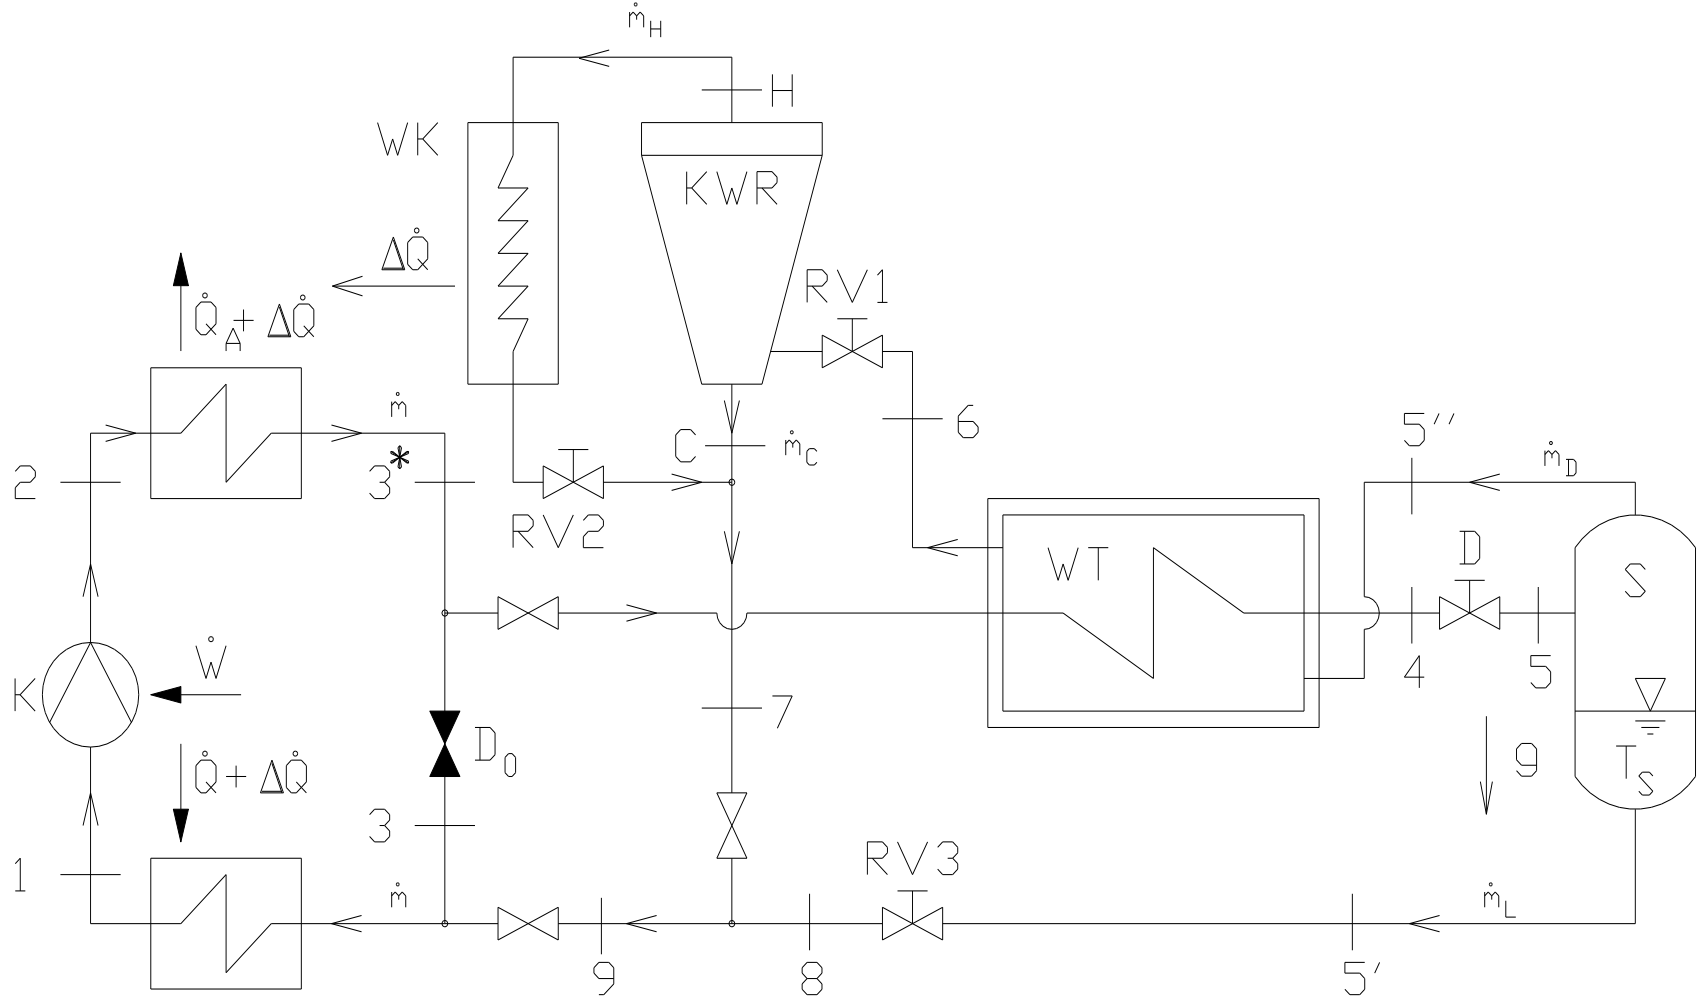 ṁH
H
WK
KWR
ΔQ̇
RV1
Q̇A+ ΔQ̇
ṁ
6
5''
C
ṁC
ṁD
2
3*
RV2
D
WT
S
Ẇ
K
4
5
7
D0
9
TS
Q̇+ ΔQ̇
3
RV3
1
ṁ
ṁL
9
8
5'